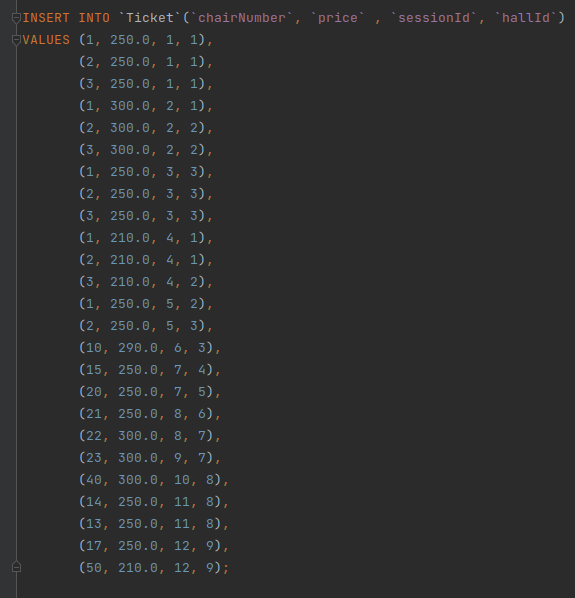 INSERT INTO `Ticket`(`chairNumber`, `price` , `sessionId`, `hallId`)
VALUES (1, 250.0, 1, 1),
(2, 250.0, 1, 1),
(3, 250.0, 1, 1),
(1, 300.0, 2, 1),
(2, 300.0, 2, 2),
(3, 300.0, 2, 2),
(1, 250.0, 3, 3),
(2, 250.0, 3, 3),
(3, 250.0, 3, 3),
(1, 210.0, 4, 1),
(2, 210.0, 4, 1),
(3, 210.0, 4, 2),
(1, 250.0, 5, 2),
(2, 250.0, 5, 3),
(10, 290.0, 6, 3),
(15, 250.0, 7, 4),
(20, 250.0, 7, 5),
(21, 250.0, 8, 6),
(22, 300.0, 8, 7),
(23, 300.0, 9, 7),
(40, 300.0, 10, 8),
(14, 250.0, 11, 8),
(13, 250.0, 11, 8),
(17, 250.0, 12, 9),
(50, 210.0, 12, 9);